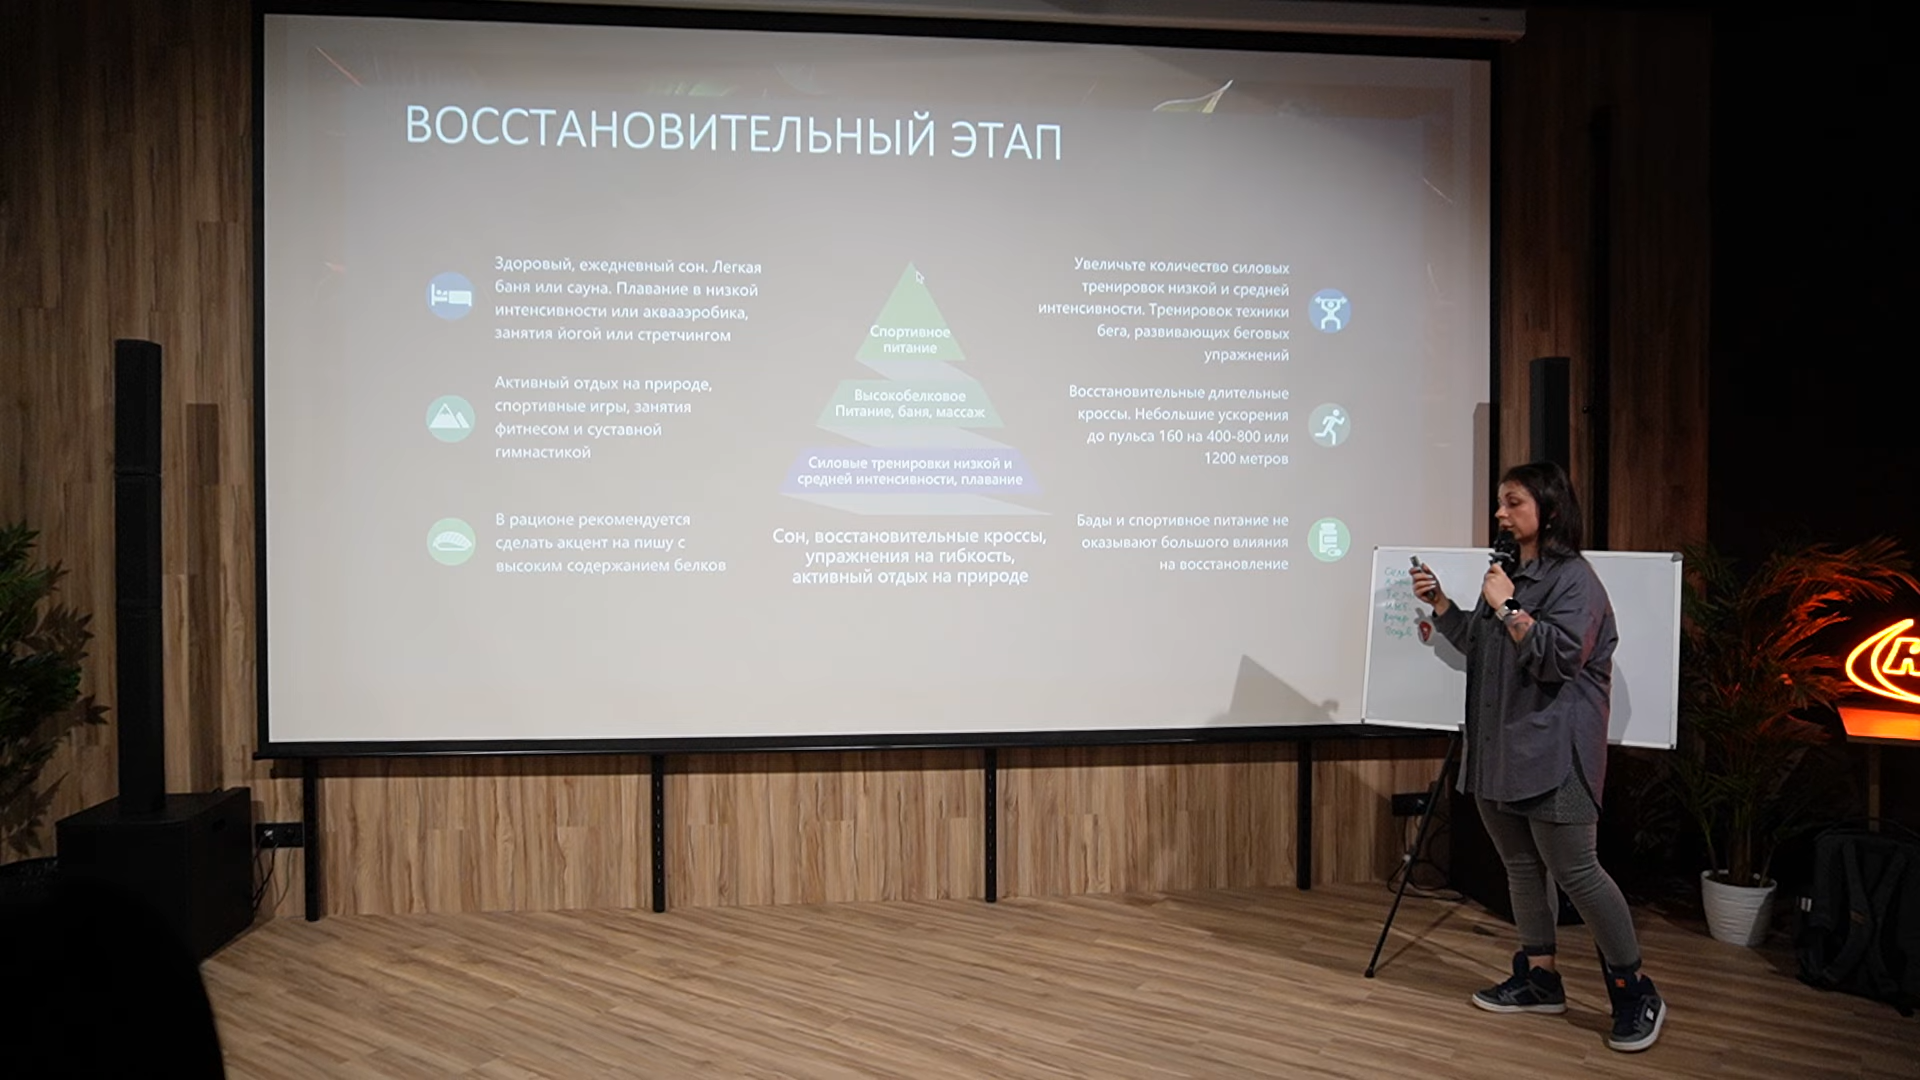 ВОССТАНОВИТЕЛЬНЫЙ ЭТАП
Здоровый, ежедневный сон. Легкая
баня или сауна. Плавание в низкой
интенсивности или аквааэробика,
занятия йогой или стретчингом
Активный отдых на природе,
спортивные игры, занятия
фитнесом и суставной
гимнастикой
В рационе рекомендуется
сделать акцент на пишу с
высоким содержанием белков
Спортивное
питание
Высокобелковое
Питание, баня, массаж
Силовые тренировки низкой и
средней интенсивности, плавание
Сон, восстановительные кроссы,
упражнения на гибкость,
активный отдых на природе
Увеличьте количество силовых
тренировок низкой и средней
интенсивности. Тренировок техники
бега, развивающих беговых
упражнений
Восстановительные длительные
кроссы. Небольшие ускорения
до пульса 160 на 400-800 или
1200 метров
Бады и спортивное питание не
оказывают большого влияния
на восстановление